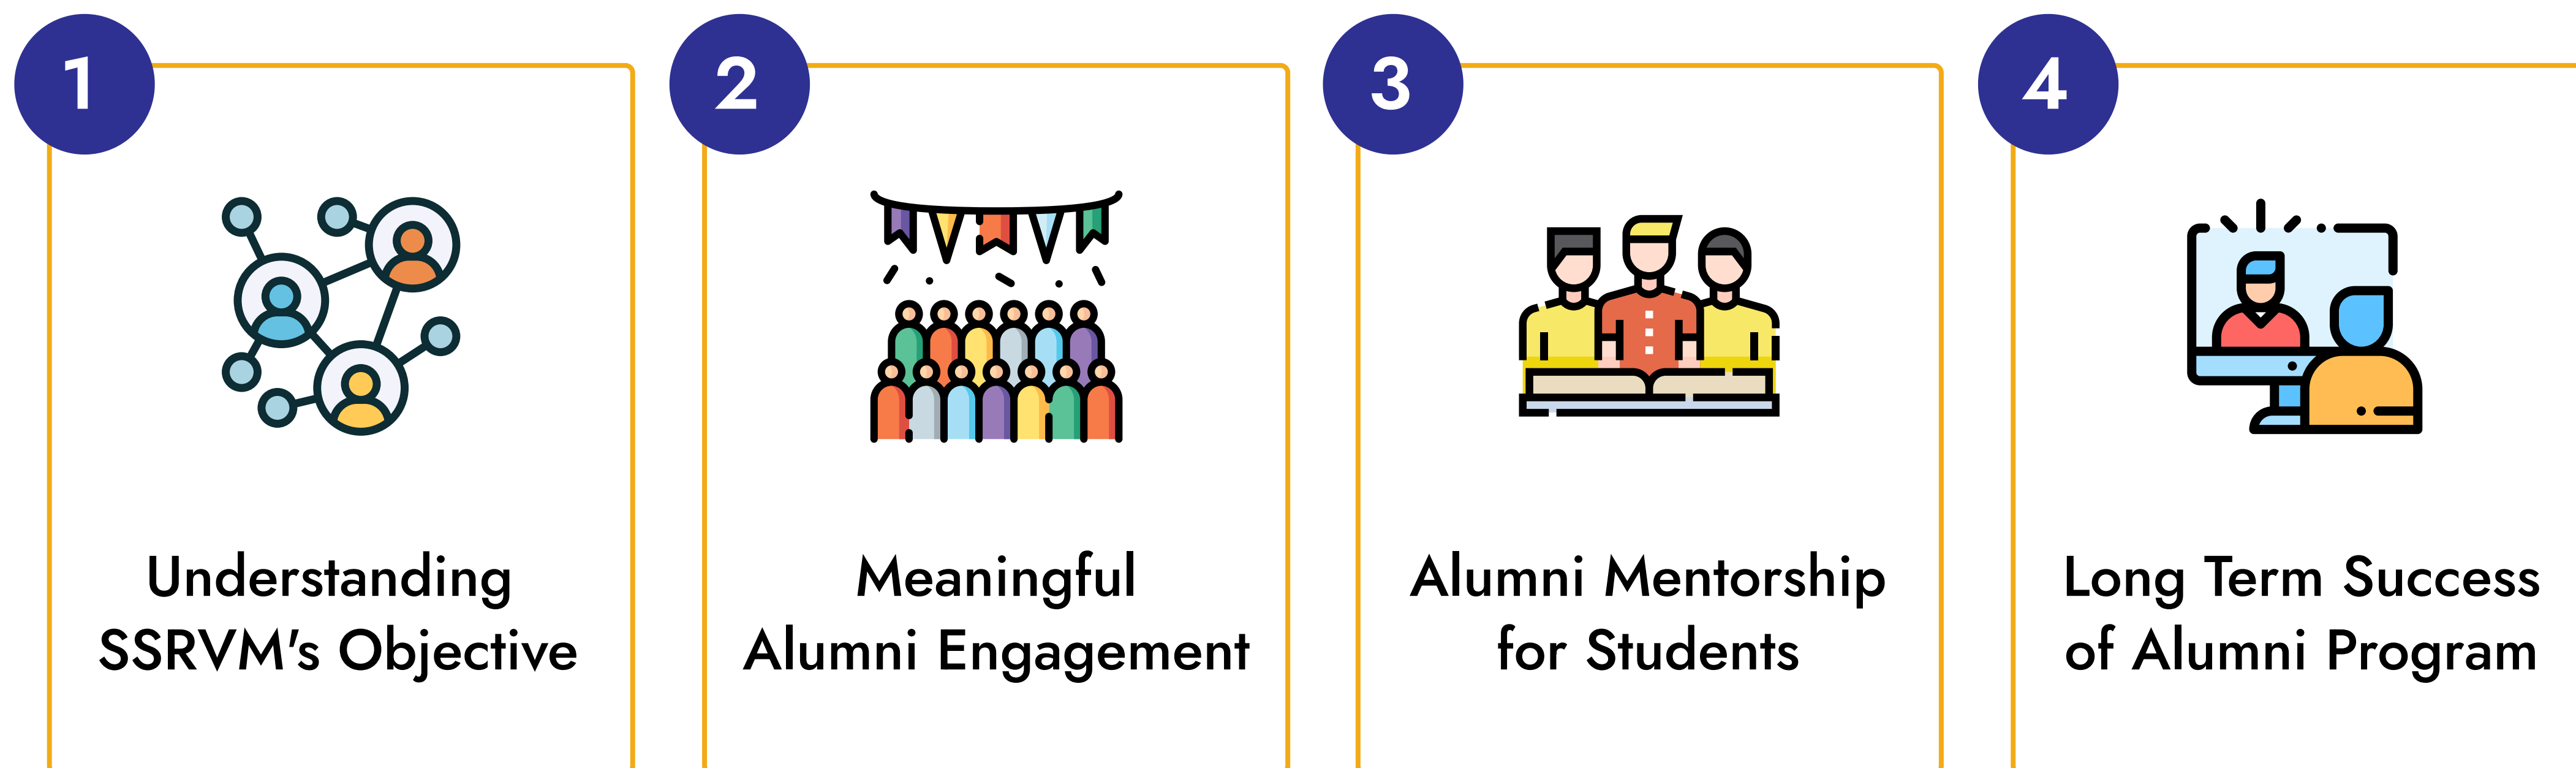 1
Understanding
SSRVM's Objective
2
Meaningful
Alumni Engagement
3
Alumni Mentorship
for Students
4
Long Term Success
of Alumni Program